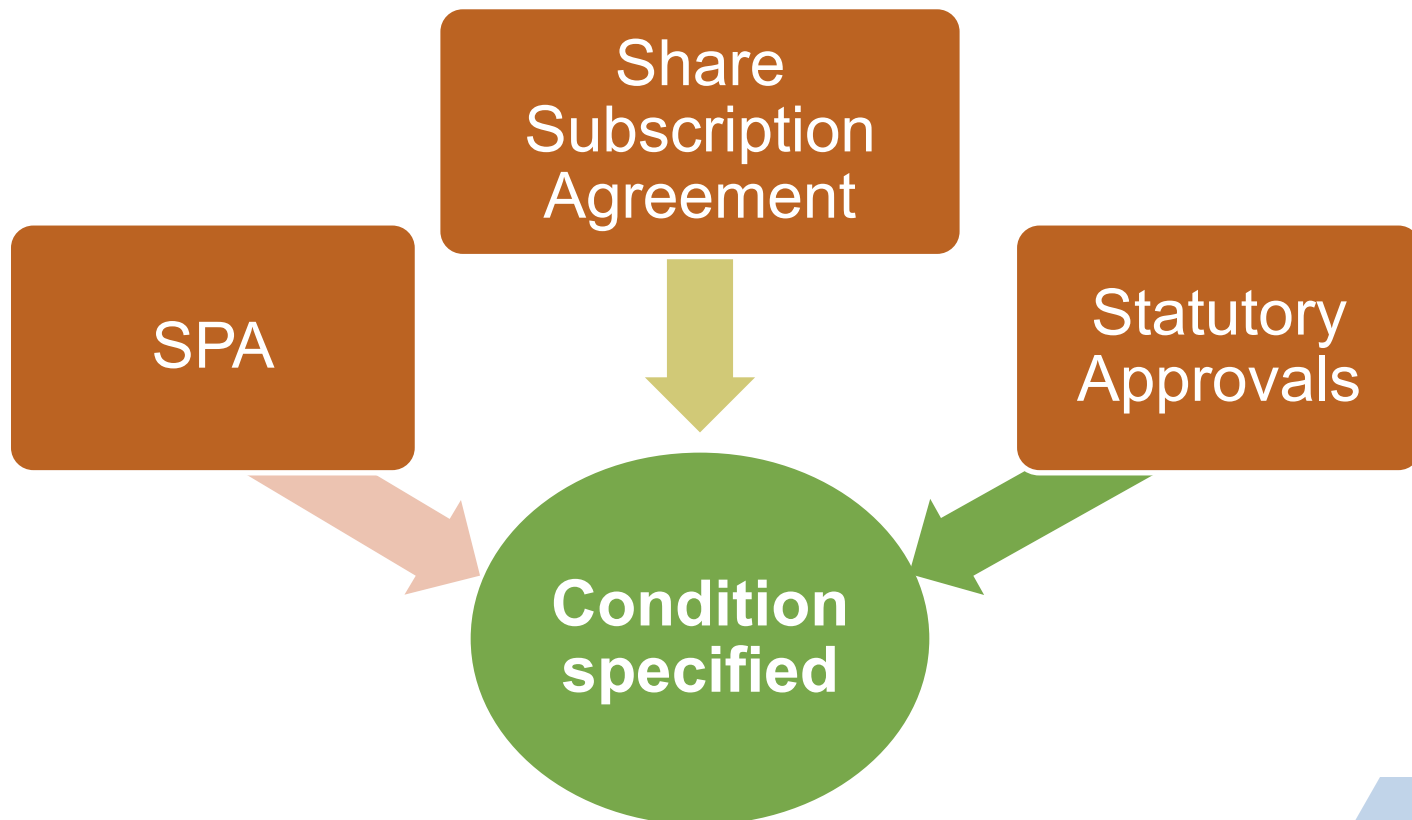 Share
Subscription
Agreement
SPA
Statutory
Approvals
Condition
specified